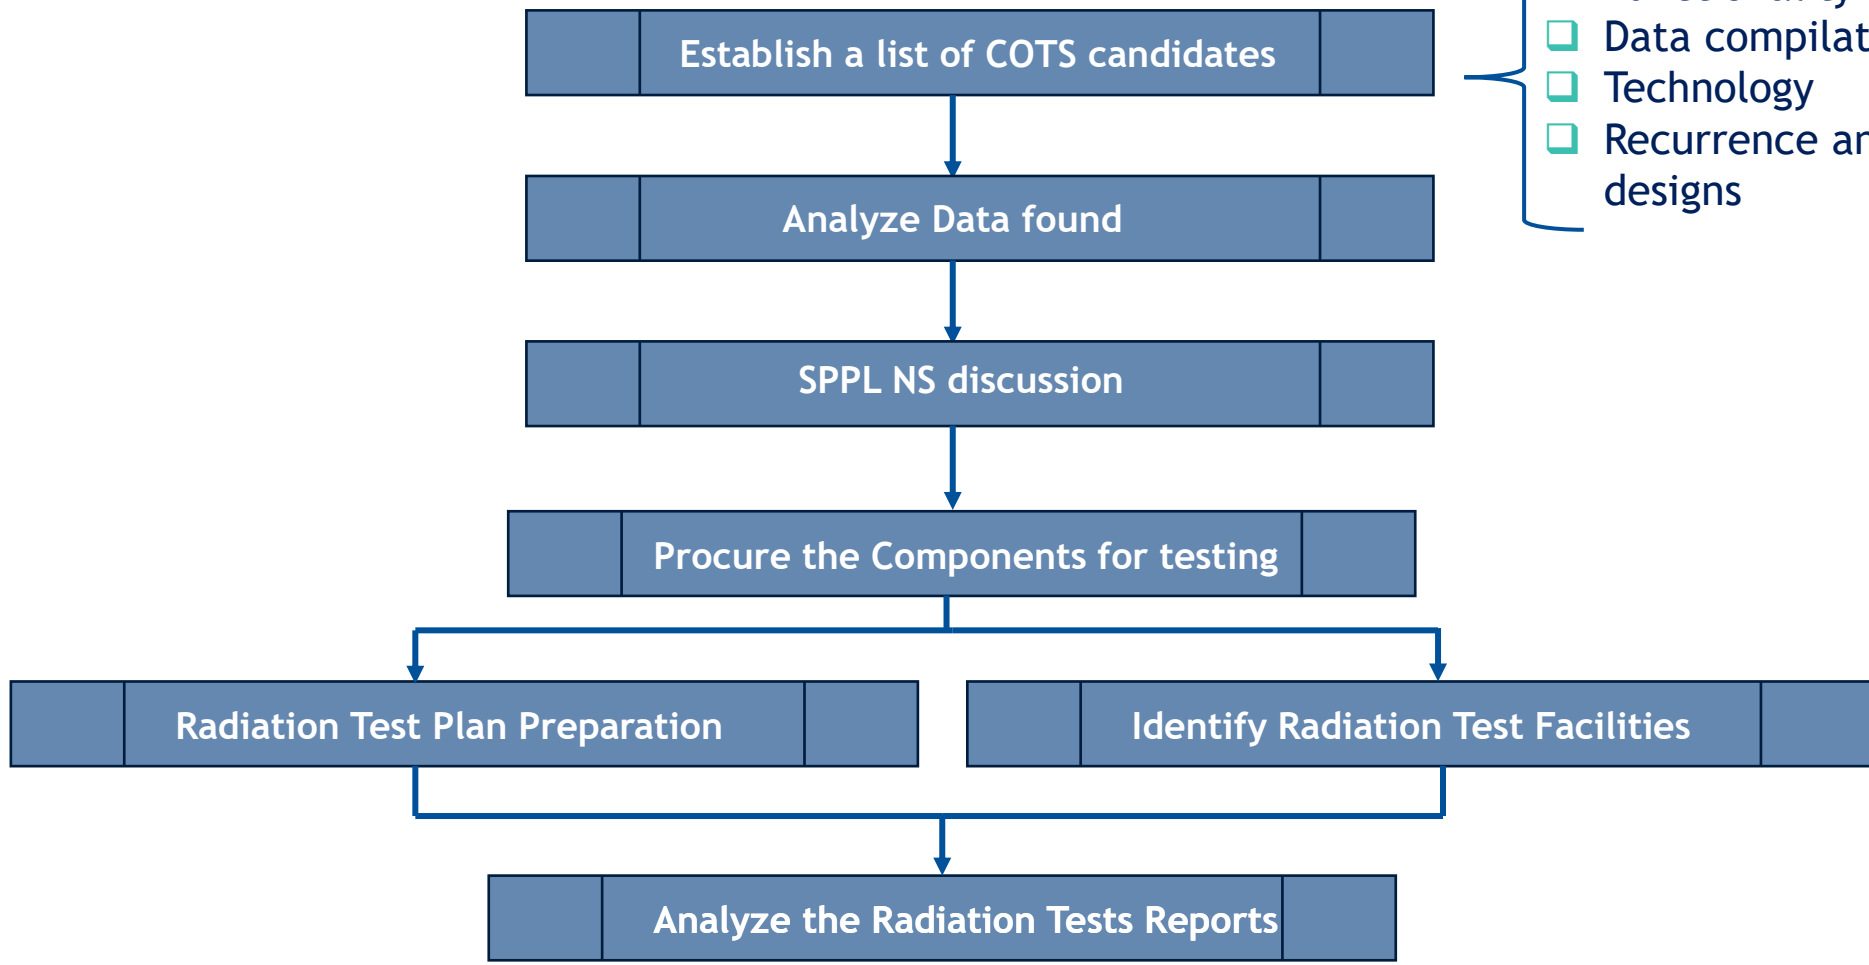 Establish a list of COTS candidates
Data compilat
Technology
Recurrence an
designs
Analyze Data found
SPPL NS discussion
Procure the Components for testing
Radiation Test Plan Preparation
Identify Radiation Test Facilities
Analyze the Radiation Tests Reports